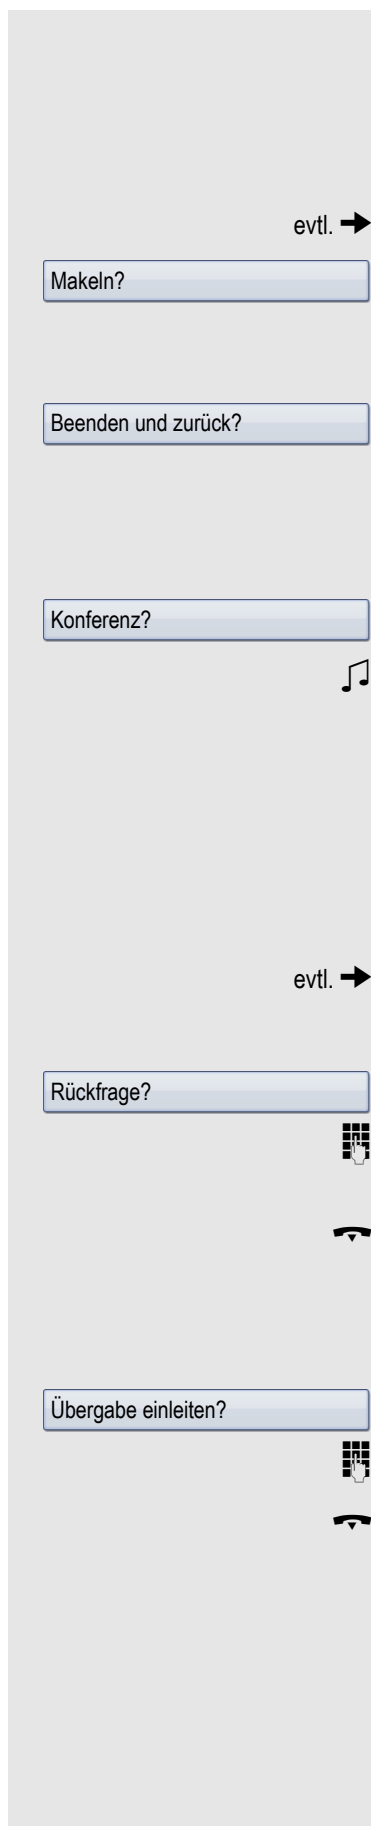 evtl.
Makeln?
Beenden und zurück?
Konferenz?
evtl.
Rückfrage?
Übergabe einleiten?